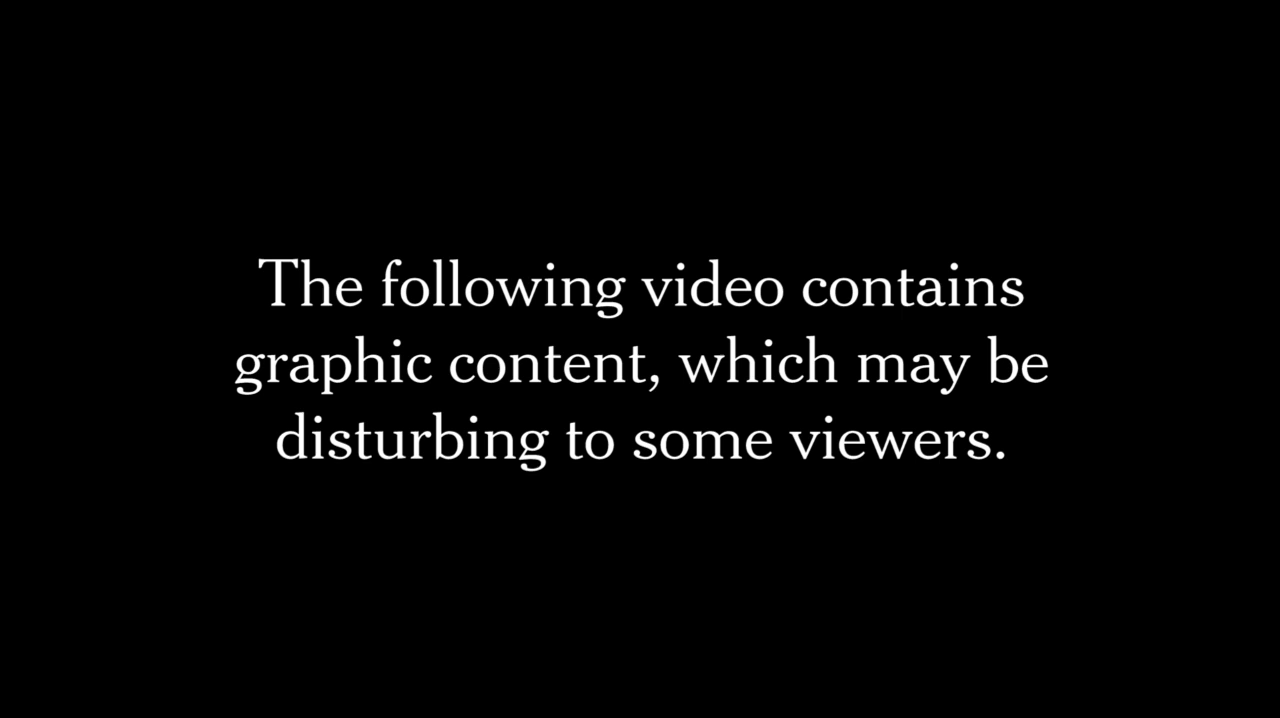 The following video contains
graphic content, which may be
disturbing to some viewers.